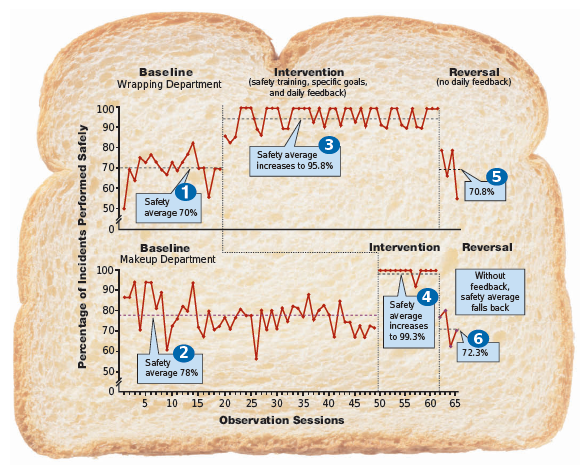 Baseline
Wrapping Department
Intervention
(safety training, specific goals,
and daily feedback)
Reversal
(no daily feedback)
Percentage of Incidents Performed Safely
100
90
80
70
60
50
0
1
Safety
average 70%
3
Safety average
increases to 95.8%
5
70.8%
Baseline
Makeup Department
Intervention
Reversal
100
90
80
70
60
50
0
2
Safety
average 78%
4
Safety
average
increases
to 99.3%
Without
feedback,
safety average
falls back
6
72.3%
5 10 15 20 25 30 35 40 45 50 55 60 65
Observation Sessions